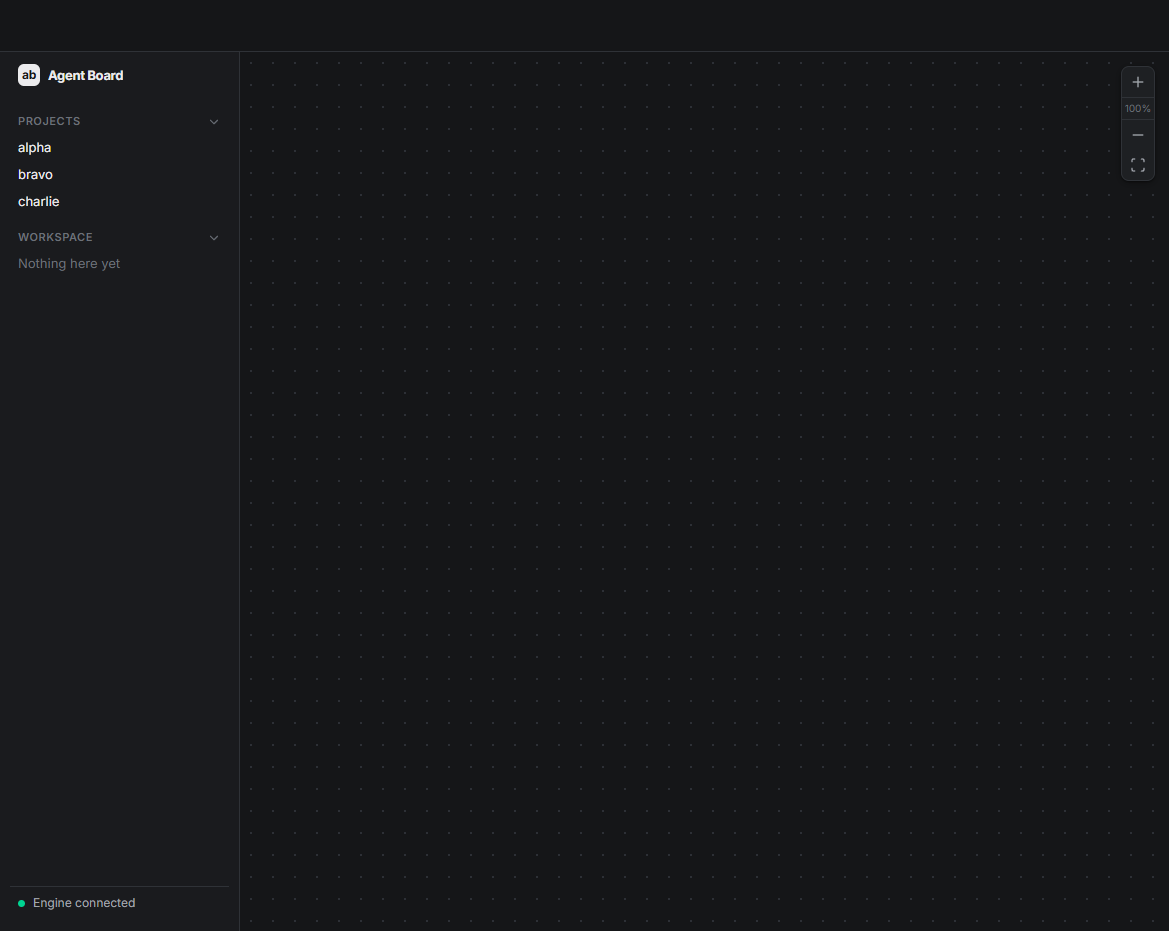 ab Agent Board
PROJECTS
alpha
bravo
charlie
WORKSPACE
Nothing here yet
Engine connected
100%